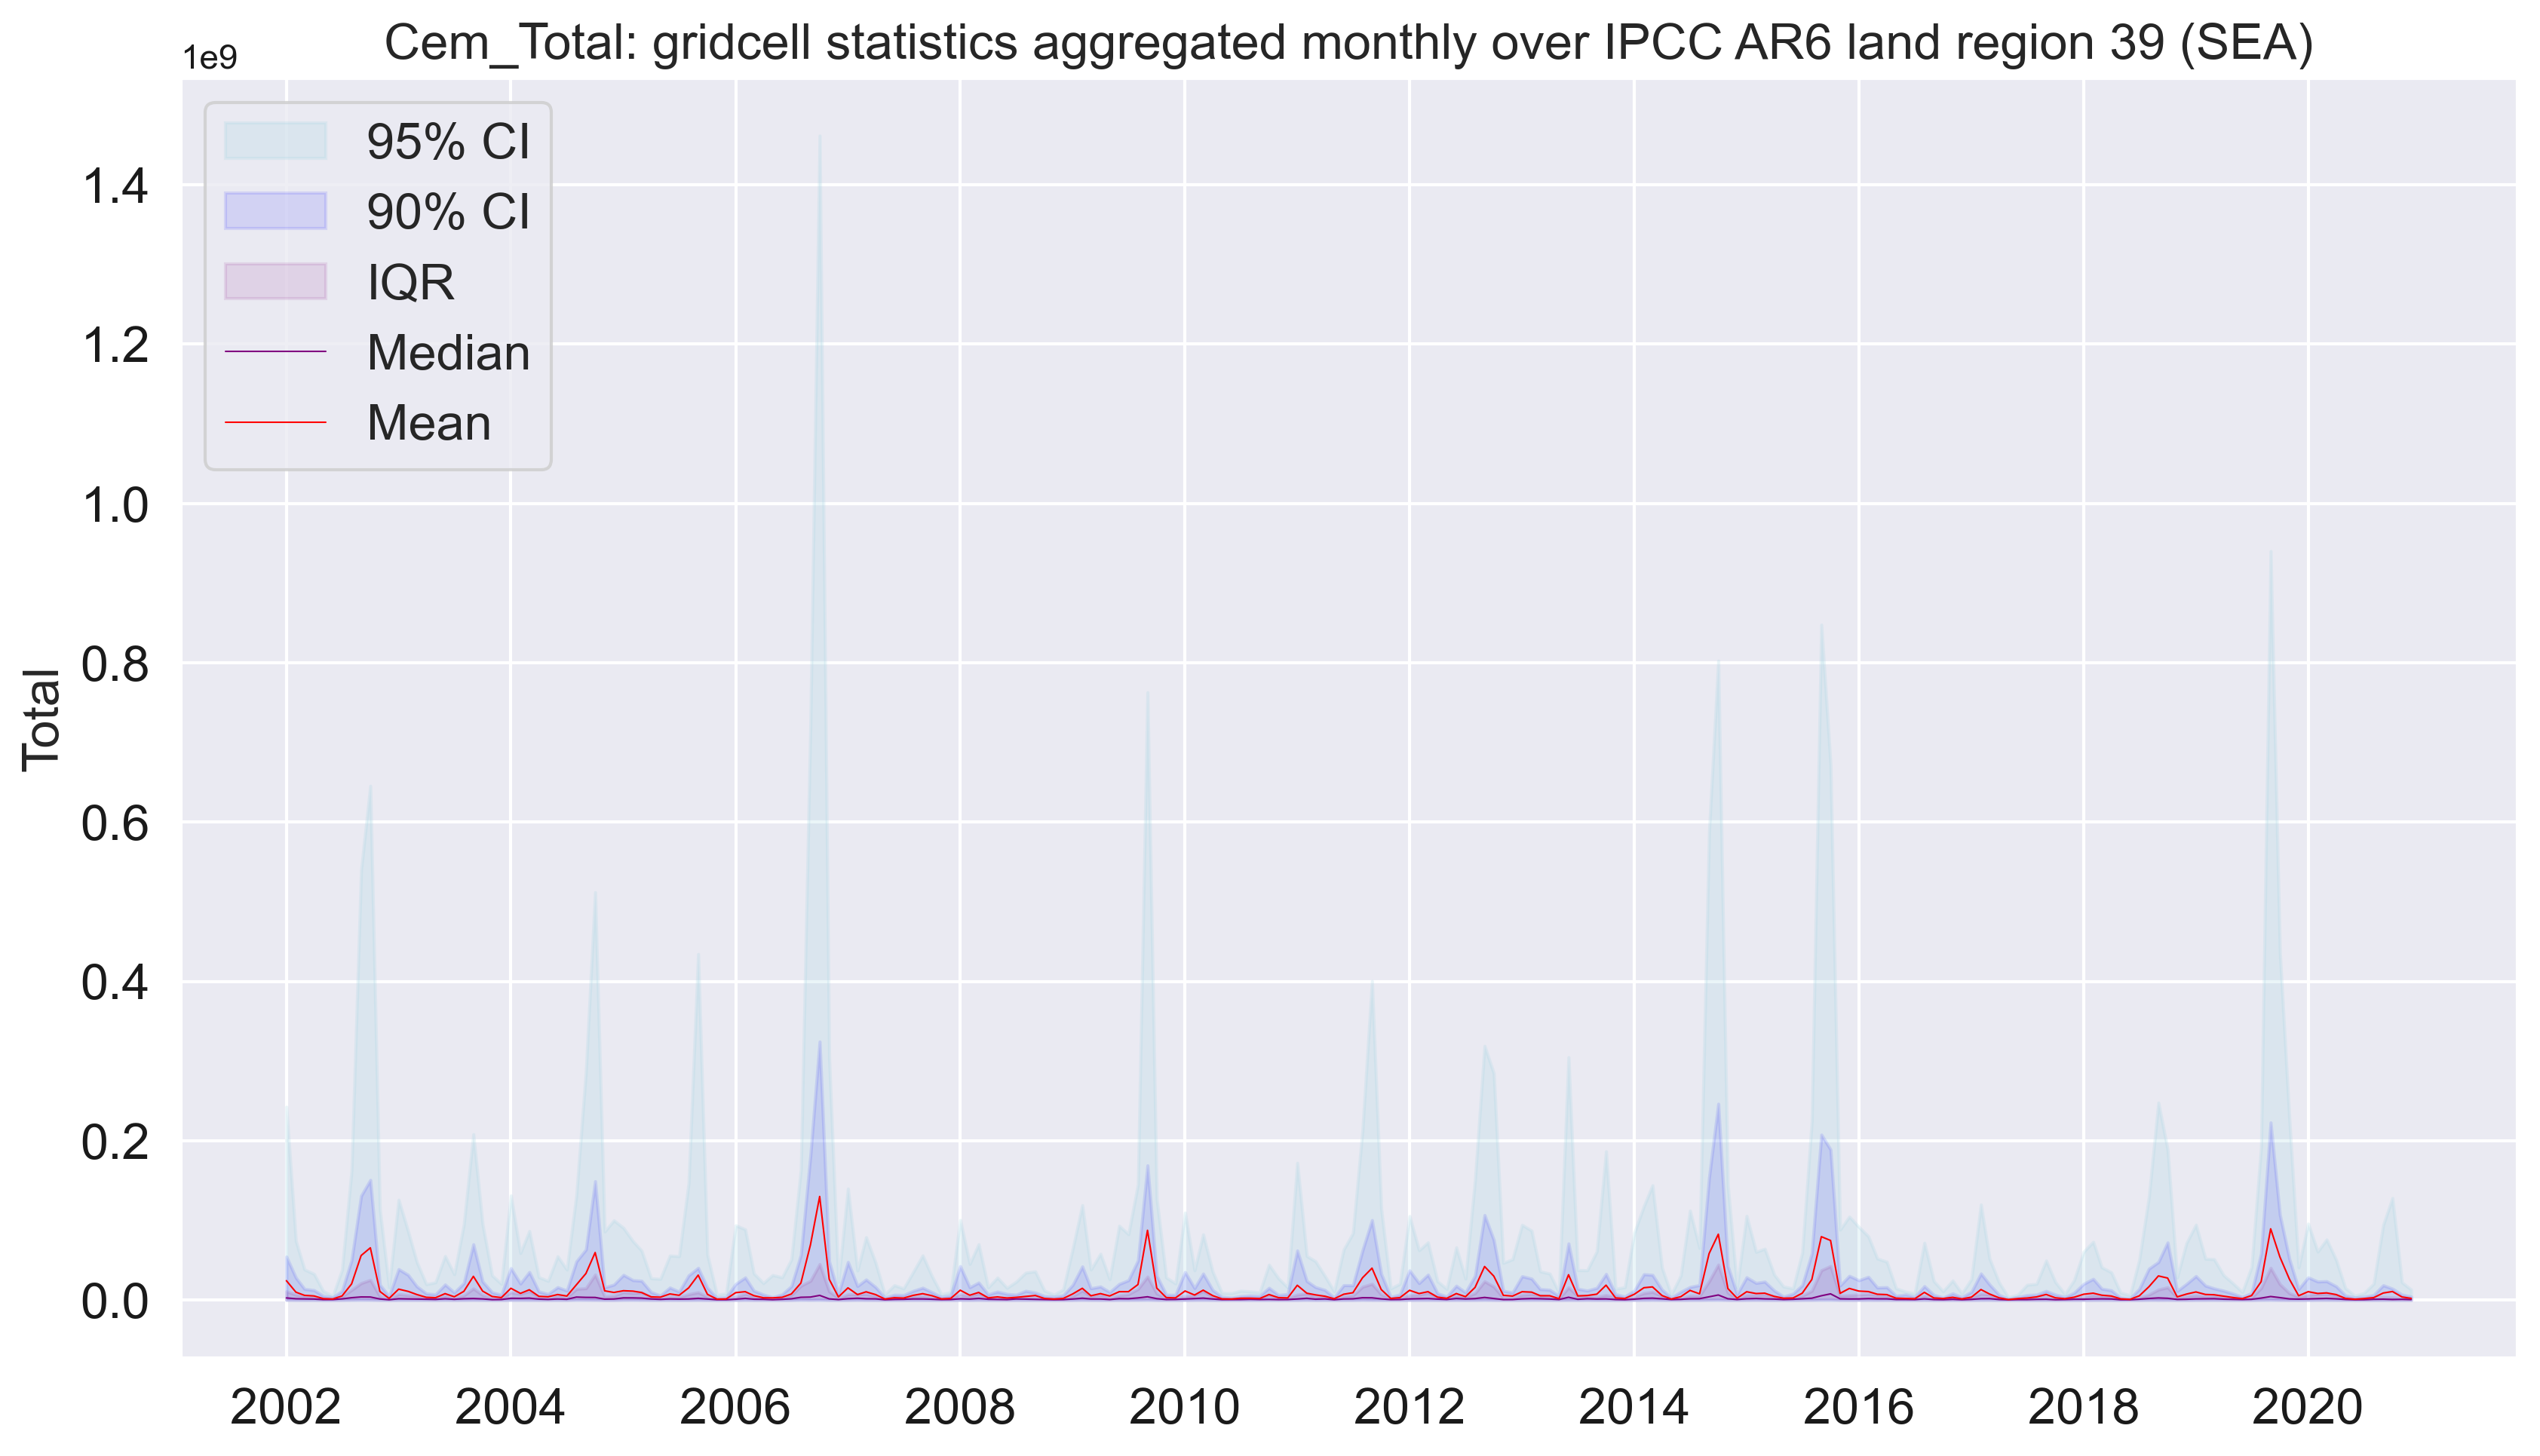 Cem_Total: gridcell statistics aggregated monthly over IPCC AR6 land region 39 (SEA)
1e9
95% CI
90% CI
IQR
Median
Mean
Total
1.4
1.2
1.0
0.8
0.6
0.4
0.2
0.0
2002 2004 2006 2008 2010 2012 2014 2016 2018 2020